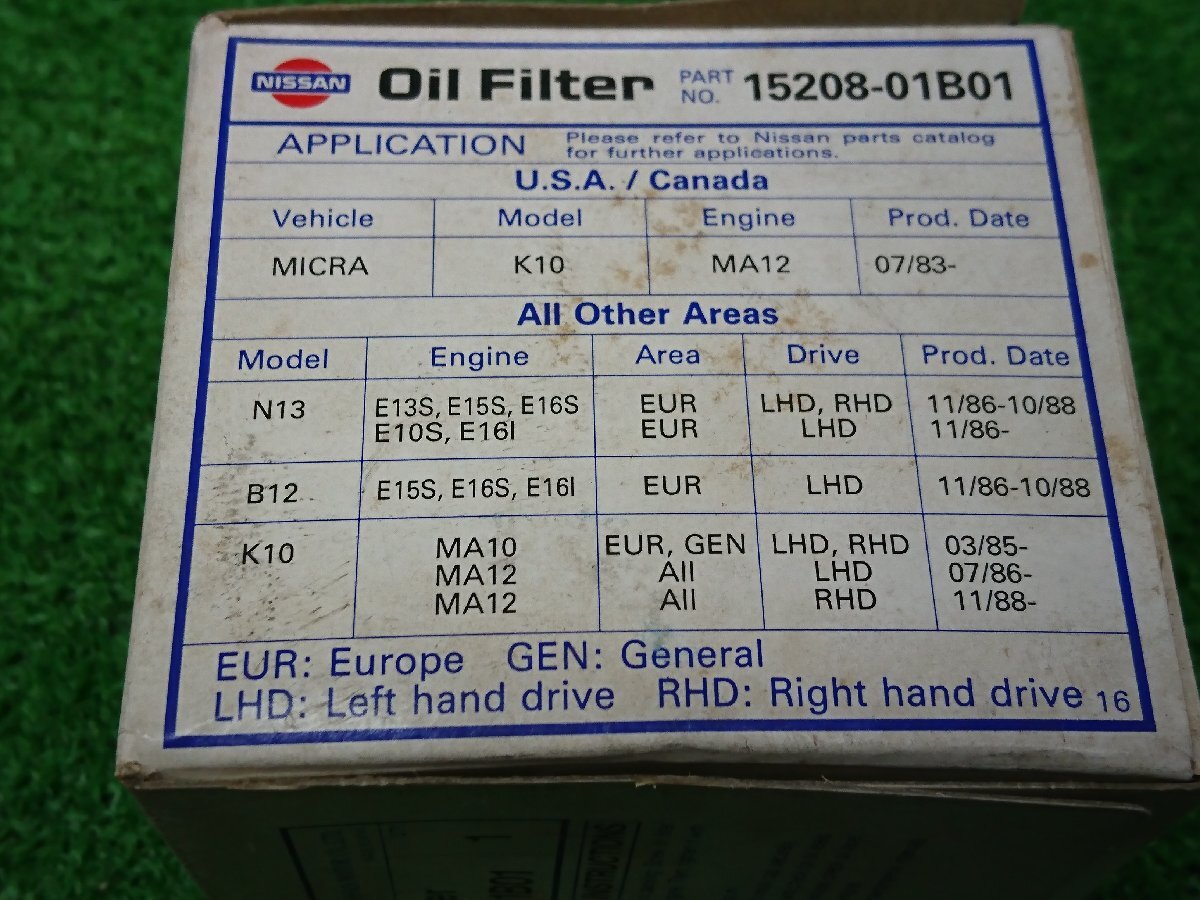 NISSAN Oil Filter PART NO. 15208-01B01
APPLICATION Please refer to Nissan parts catalog
for further applications.
U.S.A. / Canada
Vehicle Model Engine Prod. Date
MICRA K10 MA12 07/83-
All Other Areas
Model Engine Area Drive Prod. Date
N13 E13S, E15S, E16S EUR LHD, RHD 11/86-10/88
E10S, E16I EUR LHD 11/86-
B12 E15S, E16S, E16I EUR LHD 11/86-10/88
K10 MA10 EUR, GEN LHD, RHD 03/85-
MA12 All LHD 07/86-
MA12 All RHD 11/88-
EUR: Europe GEN: General
LHD: Left hand drive RHD: Right hand drive 16